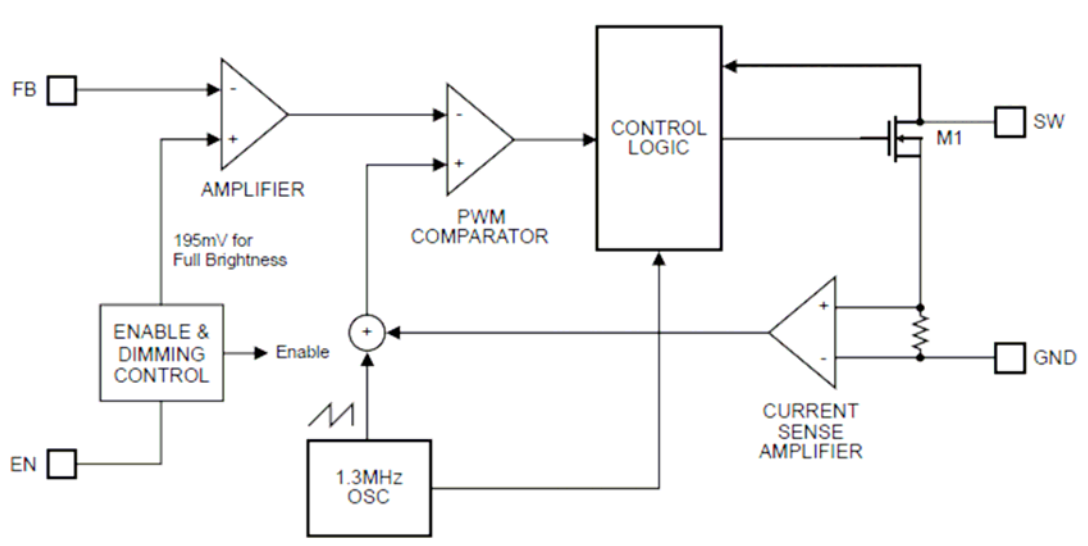 FB
-
+
AMPLIFIER
195mV for
Full Brightness
ENABLE &
DIMMING
CONTROL
Enable
EN
-
+
PWM
COMPARATOR
+
1.3MHz
OSC
CONTROL
LOGIC
M1
SW
+
-
CURRENT
SENSE
AMPLIFIER
GND